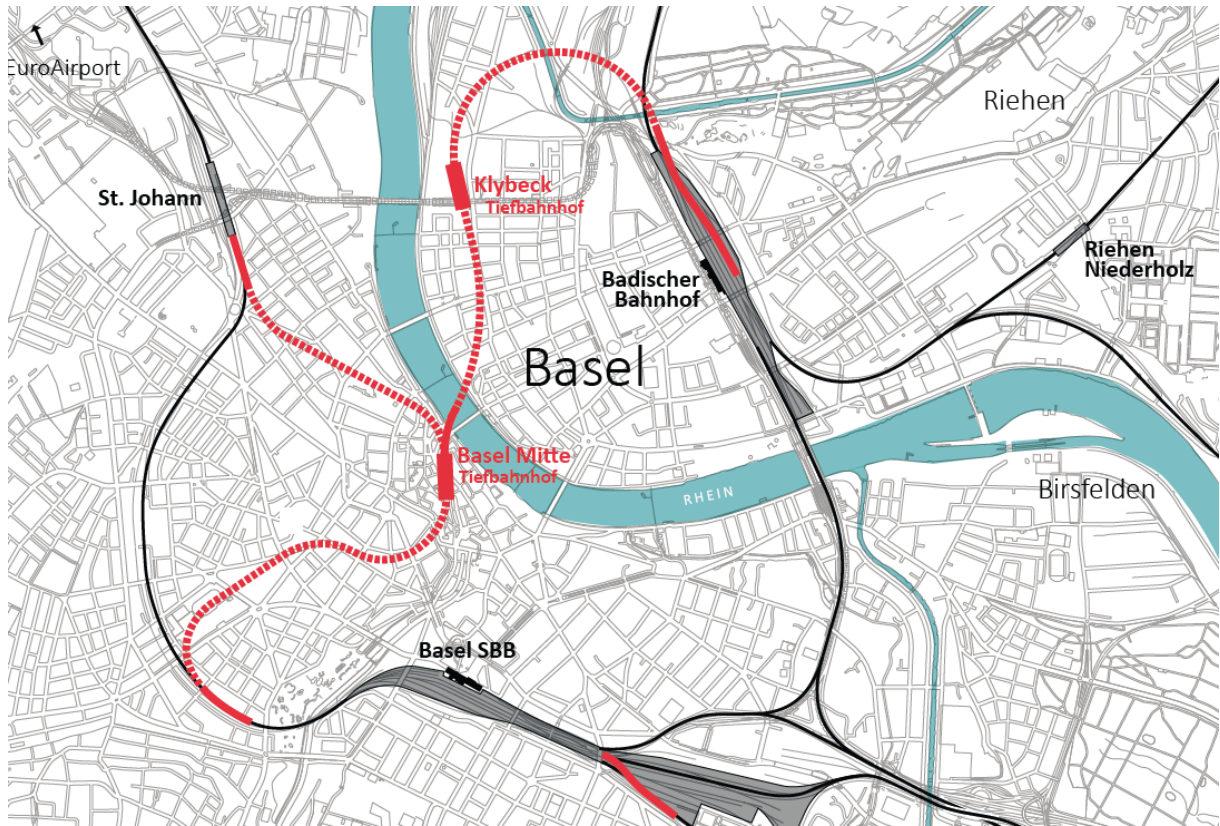 EuroAirport
Riehen
St. Johann
Klybeck
Tiefbahnhof
Riehen
Niederholz
Badischer
Bahnhof
Basel
Basel Mitte
Tiefbahnhof
RHEIN
Birsfelden
Basel SBB